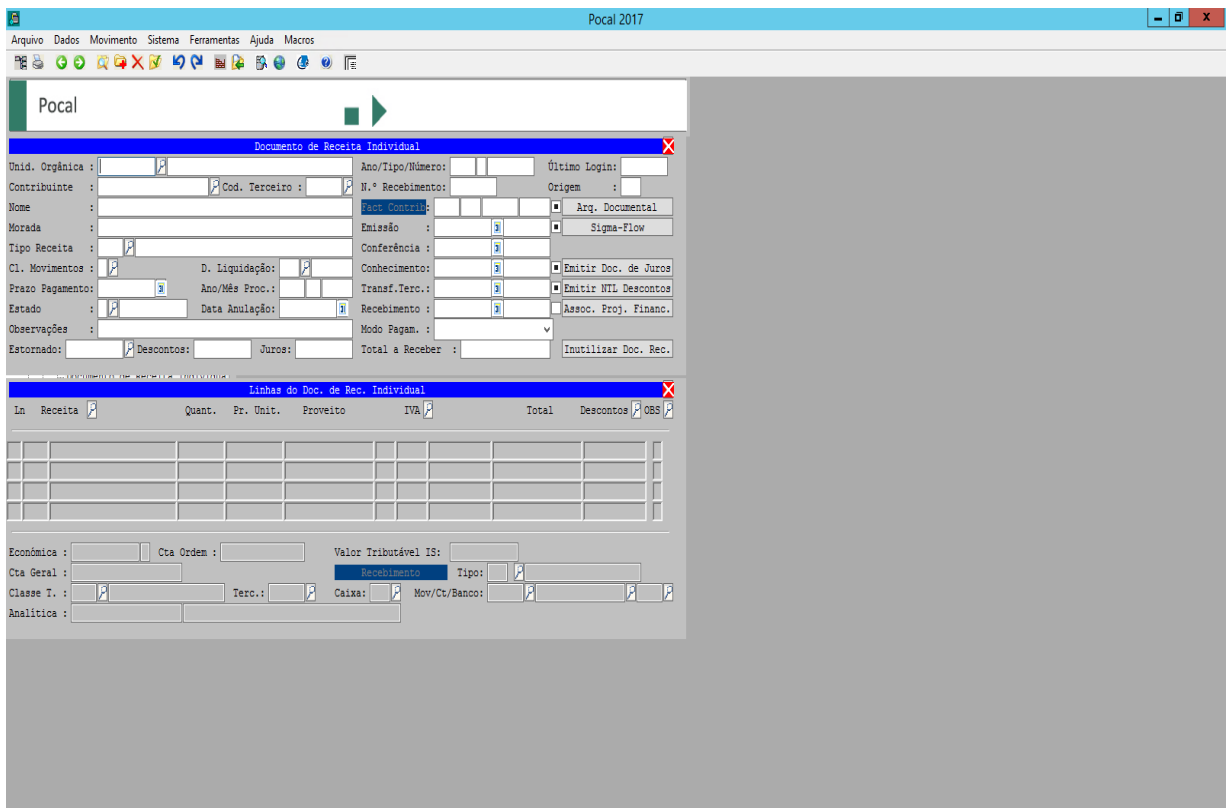 Pocal 2017
Arquivo Dados Movimento Sistema Ferramentas Ajuda Macros
Pocal
Documento de Receita Individual
Unid. Orgânica : Ano/Tipo/Número: Último Login:
Contribuinte : Cod. Terceiro : N.º Recebimento: Origem :
Nome : Fact Contrib: Arq. Documental
Morada : Emissão : Sigma-Flow
Tipo Receita : Conferência :
Cl. Movimentos : D. Liquidação: Conhecimento: Emitir Doc. de Juros
Prazo Pagamento: Ano/Mês Proc.: Transf.Terc.: Emitir NTL Descontos
Estado : Data Anulação: Recebimento : Assoc. Proj. Financ.
Observações : Modo Pagam. :
Estornado: Descontos: Juros: Total a Receber : Inutilizar Doc. Rec.
Documento de Receita Individual
Linhas do Doc. de Rec. Individual
Ln Receita Quant. Pr. Unit. Proveito IVA Total Descontos OBS
Económica : Cta Ordem : Valor Tributável IS:
Cta Geral : Recebimento Tipo:
Classe T. : Terc.: Caixa: Mov/Ct/Banco:
Analítica :